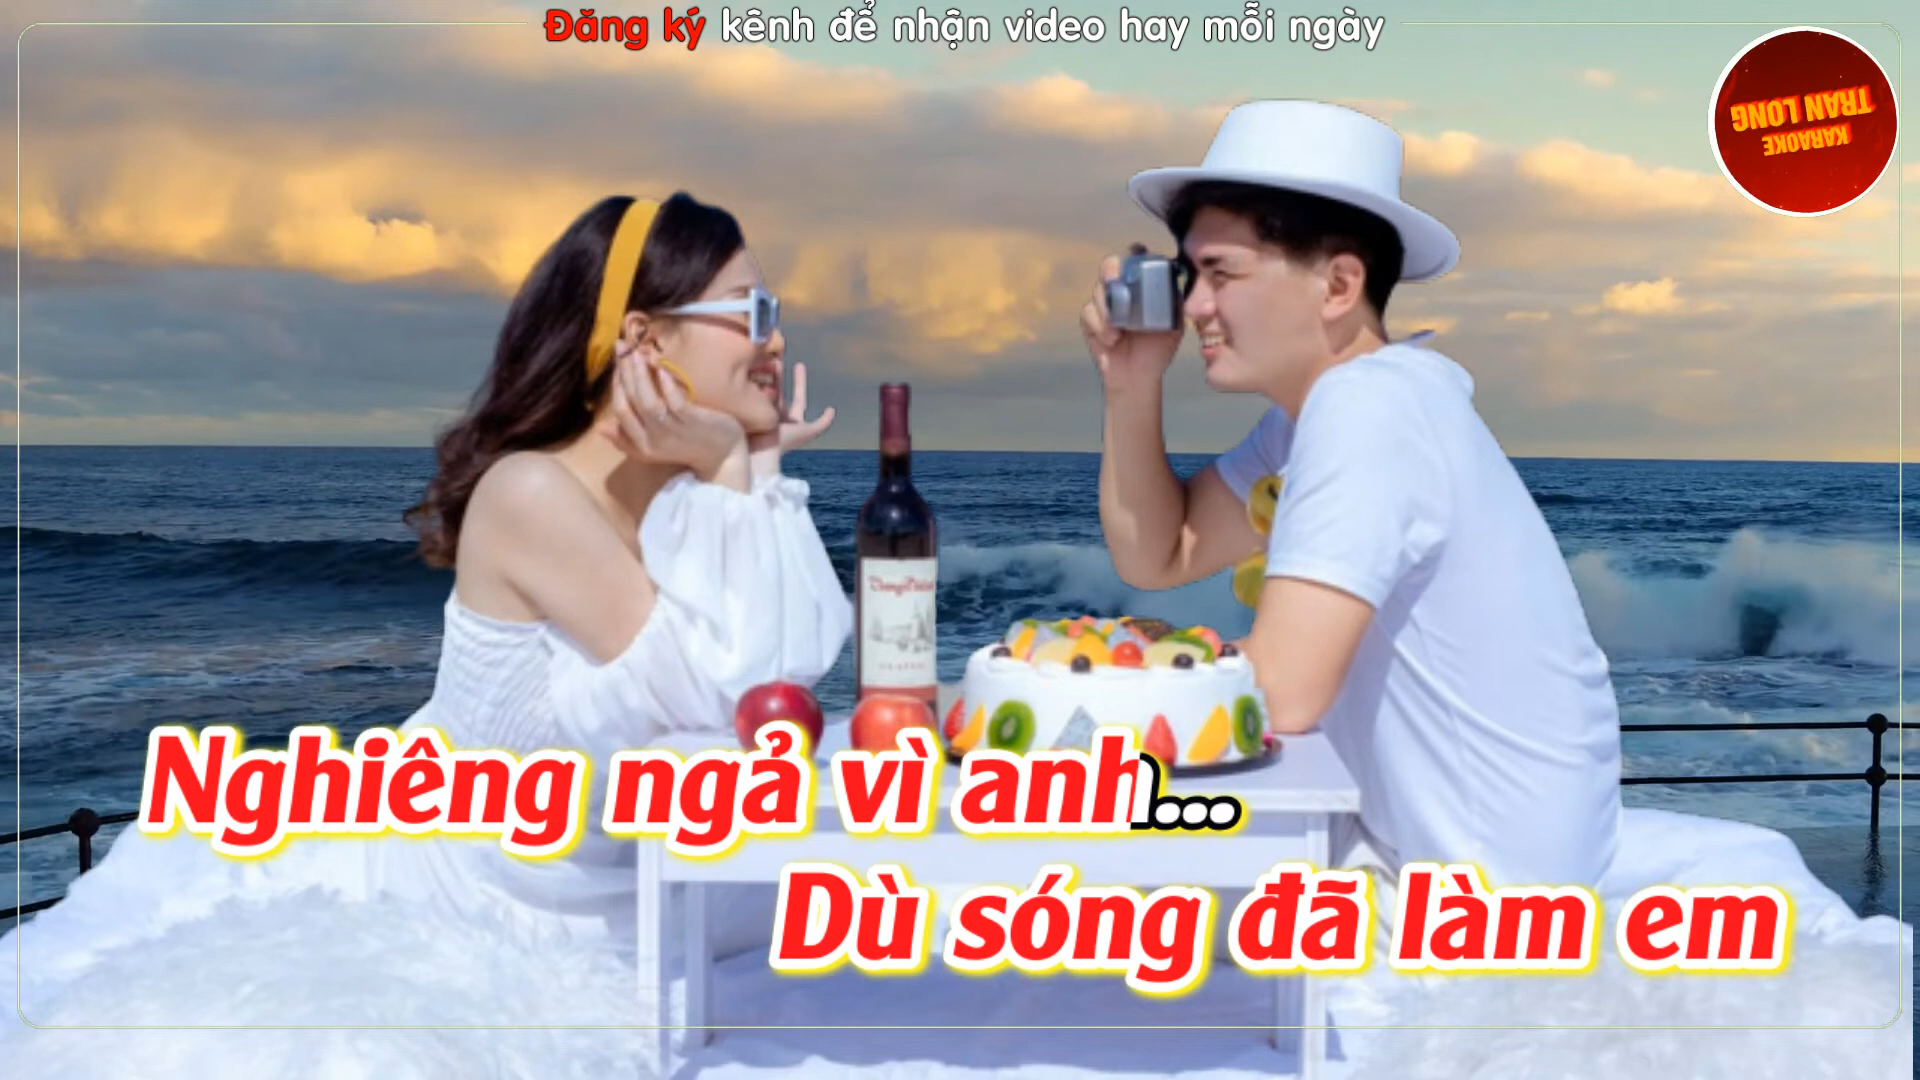 Đăng ký kênh để nhận video hay mỗi ngày
TRAN LONG
KARAOKE
Nghiêng ngả vì anh...
Dù sóng đã làm em